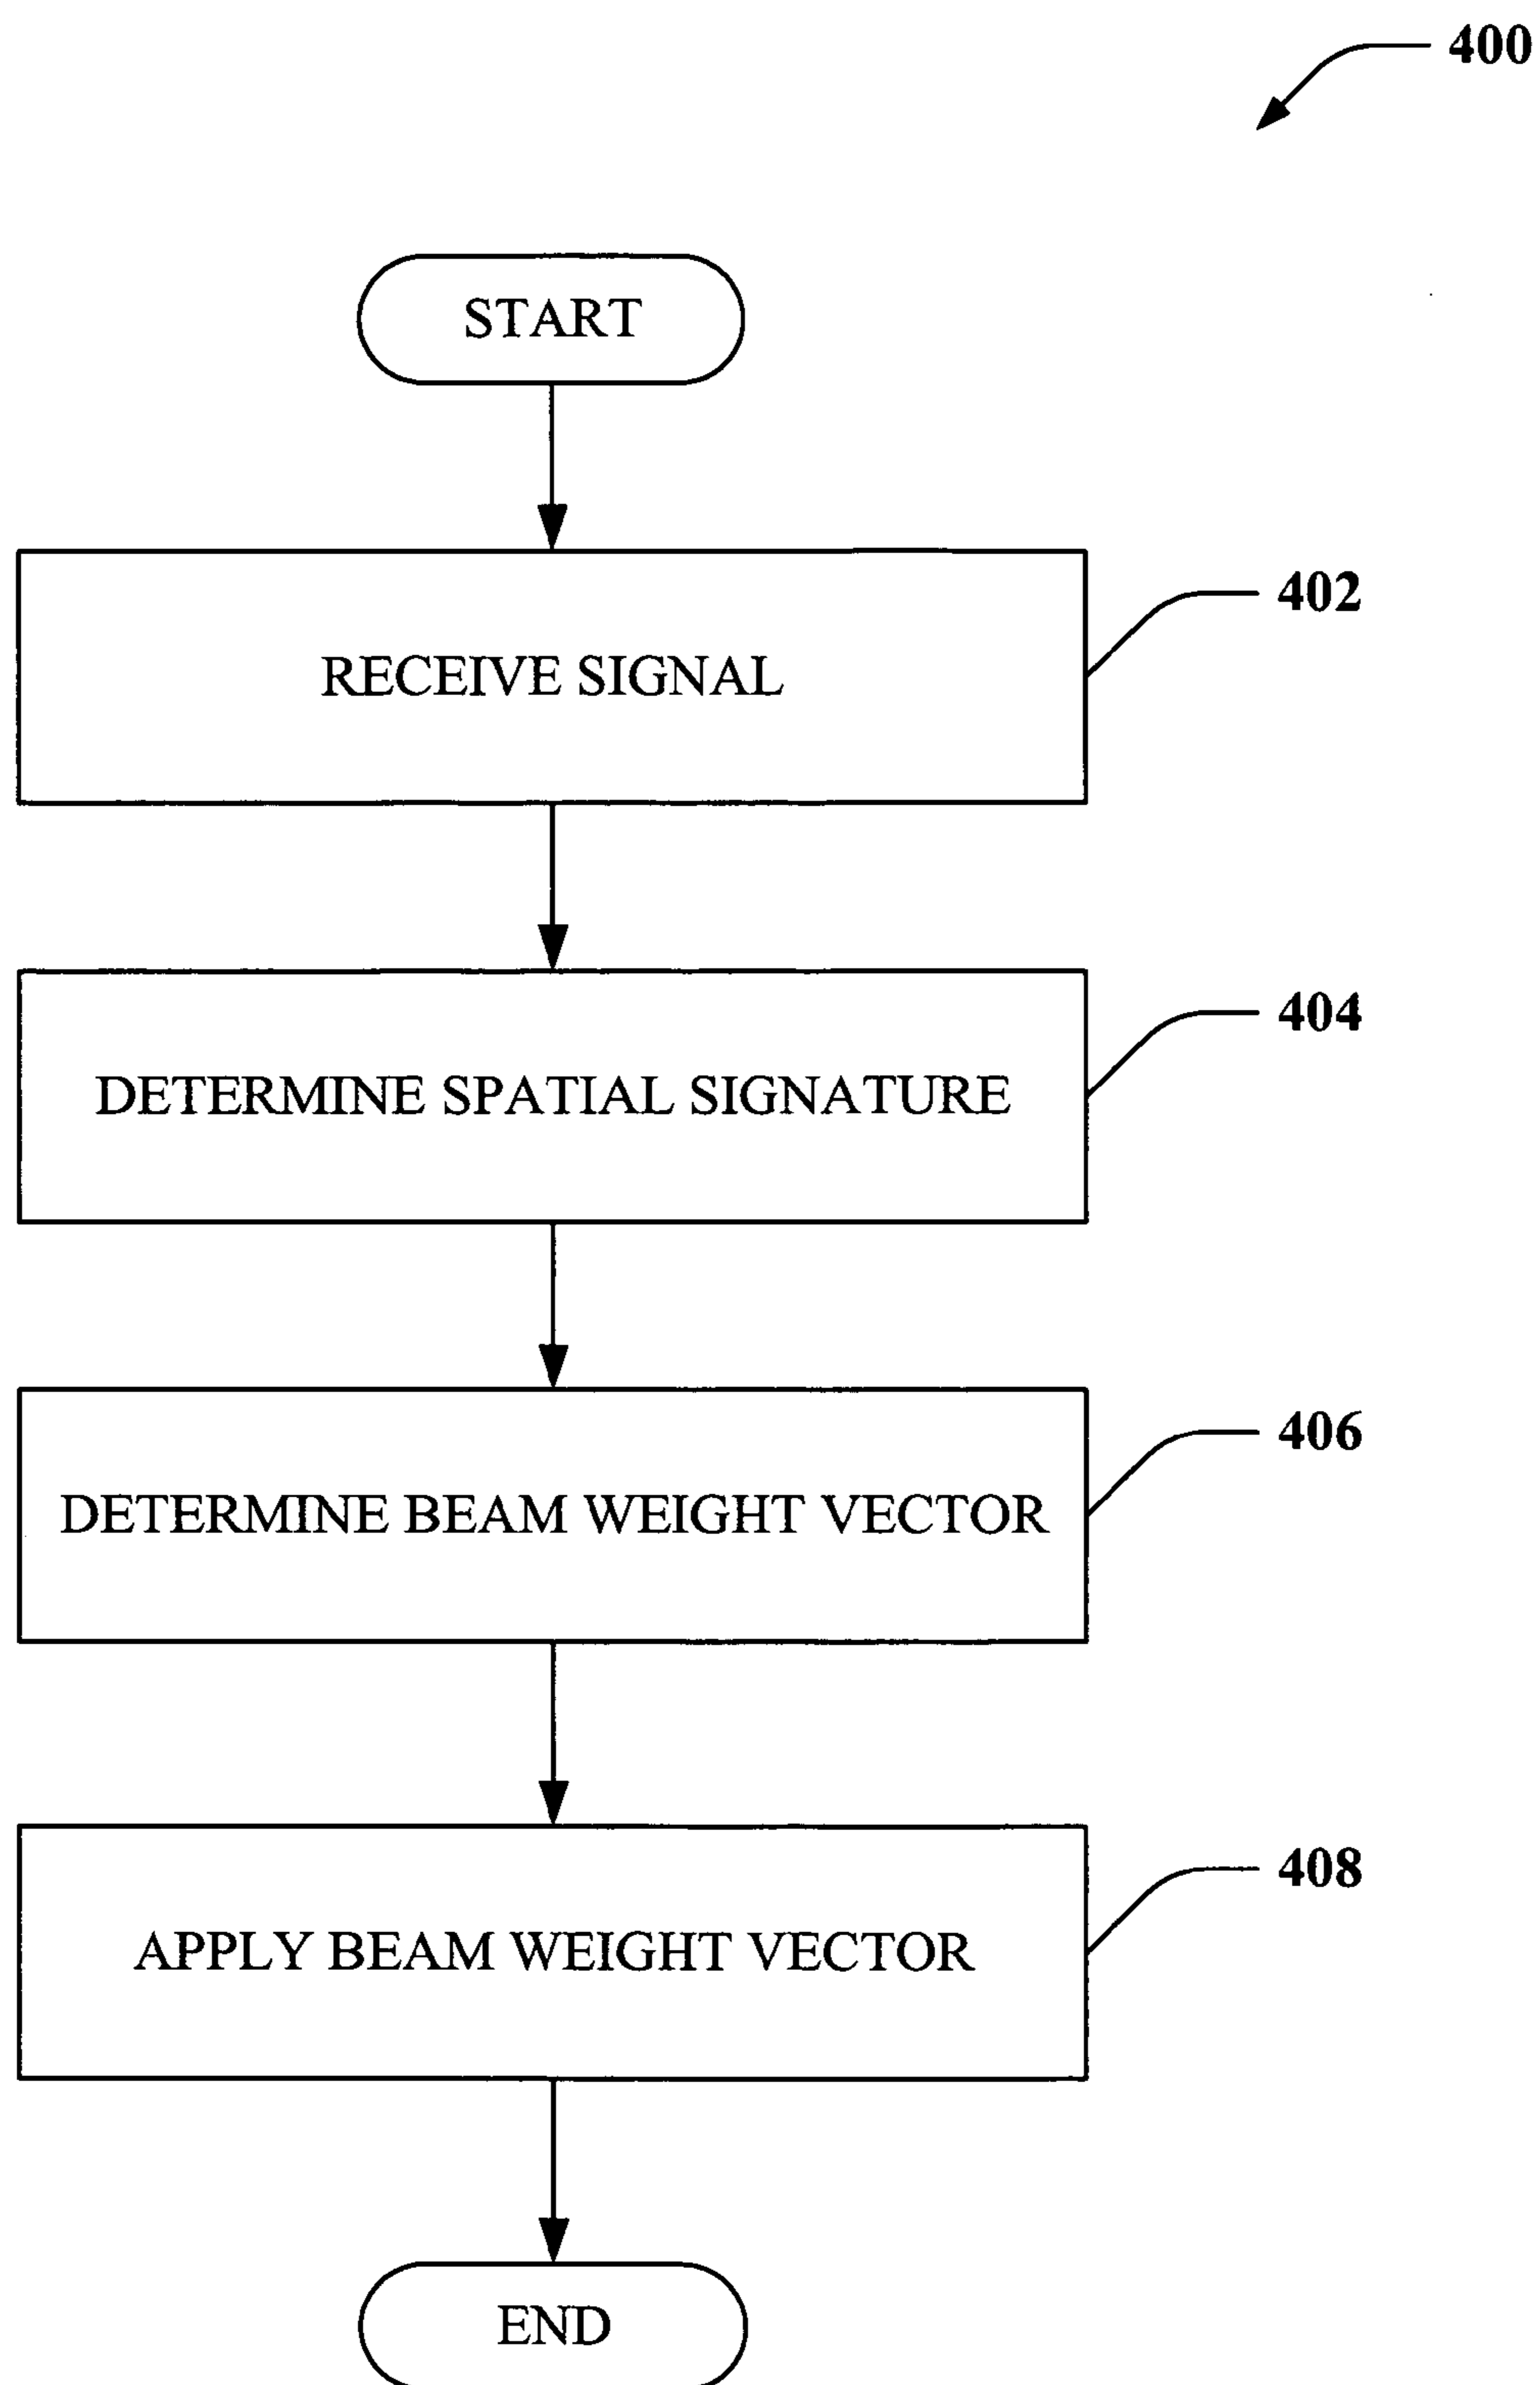 400
START
RECEIVE SIGNAL
402
DETERMINE SPATIAL SIGNATURE
404
DETERMINE BEAM WEIGHT VECTOR
406
APPLY BEAM WEIGHT VECTOR
408
END